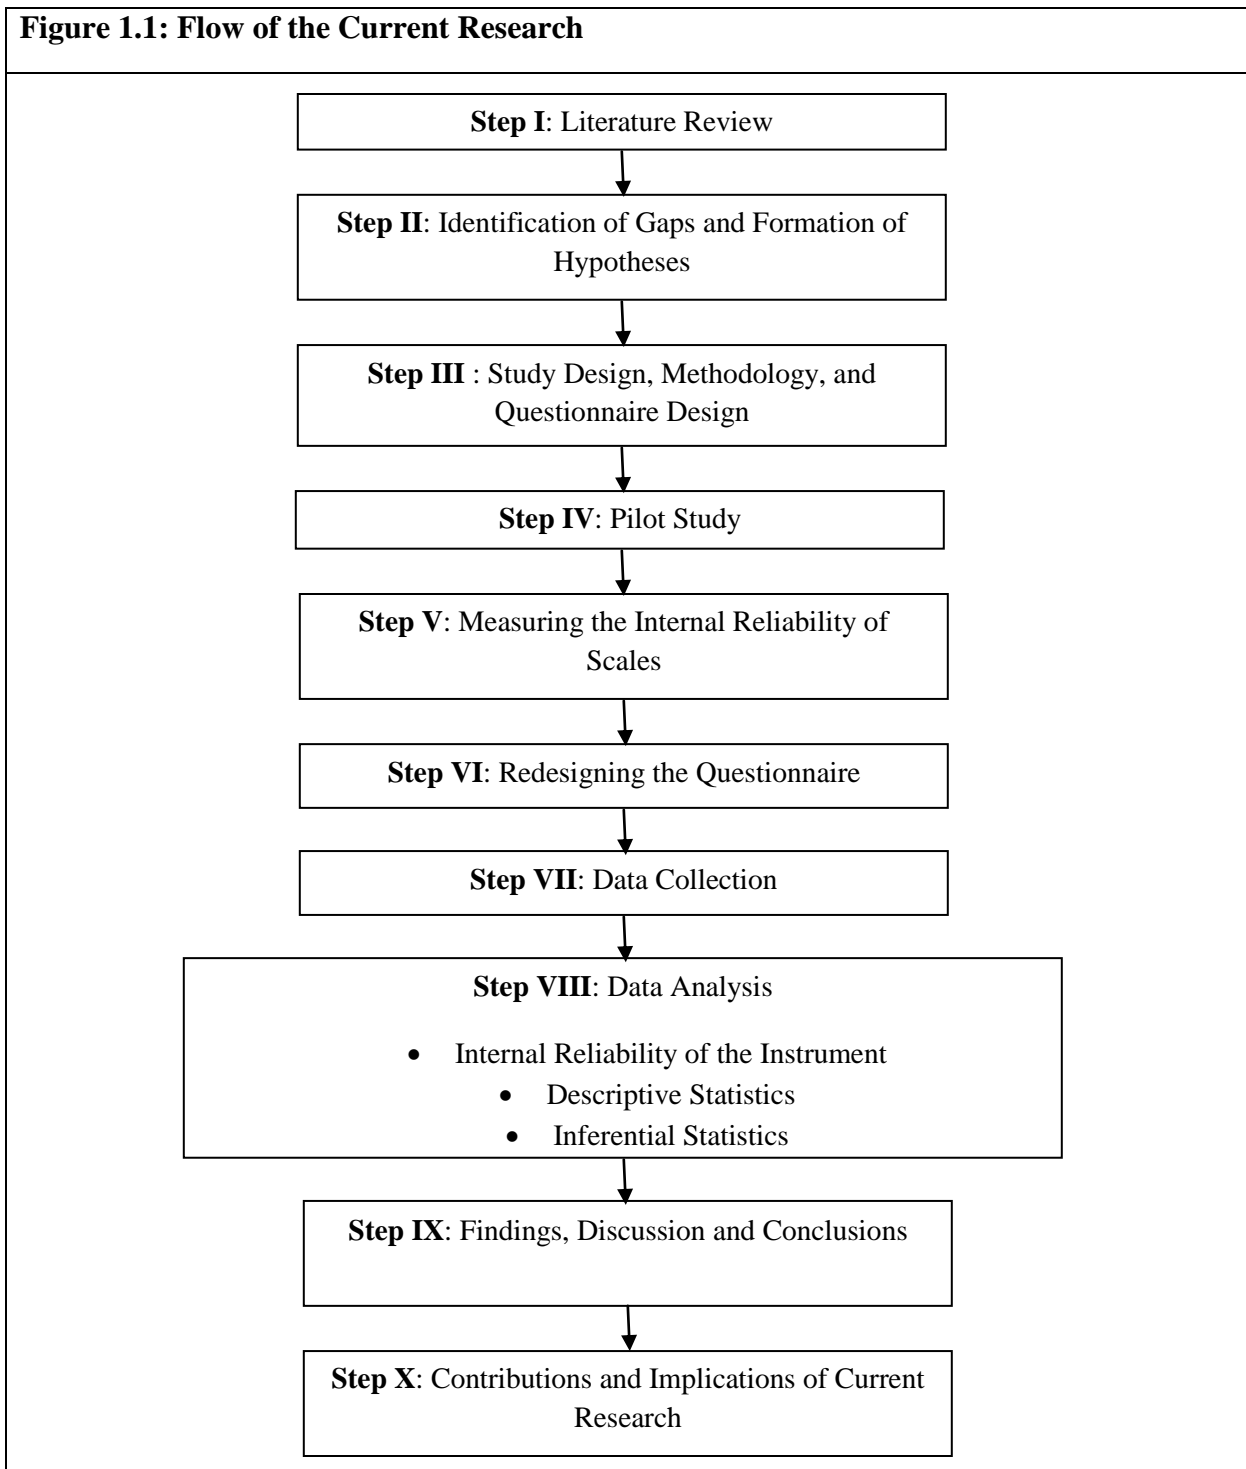 Figure 1.1: Flow of the Current Research
Step I: Literature Review
Step II: Identification of Gaps and Formation of
Hypotheses
Step III : Study Design, Methodology, and
Questionnaire Design
Step IV: Pilot Study
Step V: Measuring the Internal Reliability of
Scales
Step VI: Redesigning the Questionnaire
Step VII: Data Collection
Step VIII: Data Analysis
• Internal Reliability of the Instrument
• Descriptive Statistics
• Inferential Statistics
Step IX: Findings, Discussion and Conclusions
Step X: Contributions and Implications of Current
Research